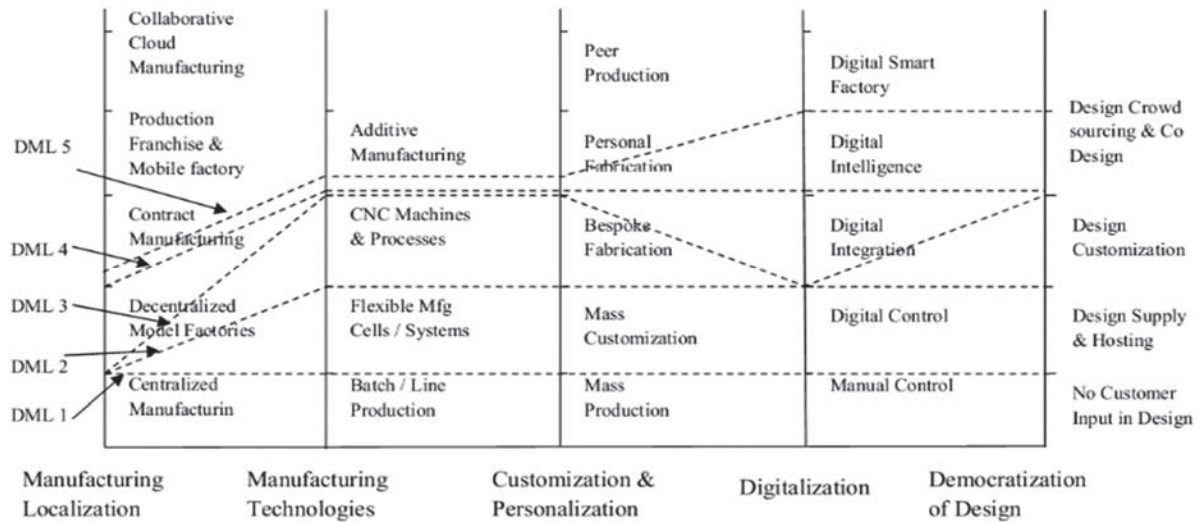 Collaborative
Cloud
Manufacturing
Production
Franchise &
Mobile factory
Contract
Manufacturing
Decentralized
Model Factories
Centralized
Manufacturin
DML 5
DML 4
DML 3
DML 2
DML 1
Additive
Manufacturing
CNC Machines
& Processes
Flexible Mfg
Cells / Systems
Batch / Line
Production
Peer
Production
Personal
Fabrication
Bespoke
Fabrication
Mass
Customization
Mass
Production
Digital Smart
Factory
Digital
Intelligence
Digital
Integration
Digital Control
Manual Control
Design Crowd
sourcing & Co
Design
Design
Customization
Design Supply
& Hosting
No Customer
Input in Design
Manufacturing
Localization
Manufacturing
Technologies
Customization &
Personalization
Digitalization
Democratization
of Design